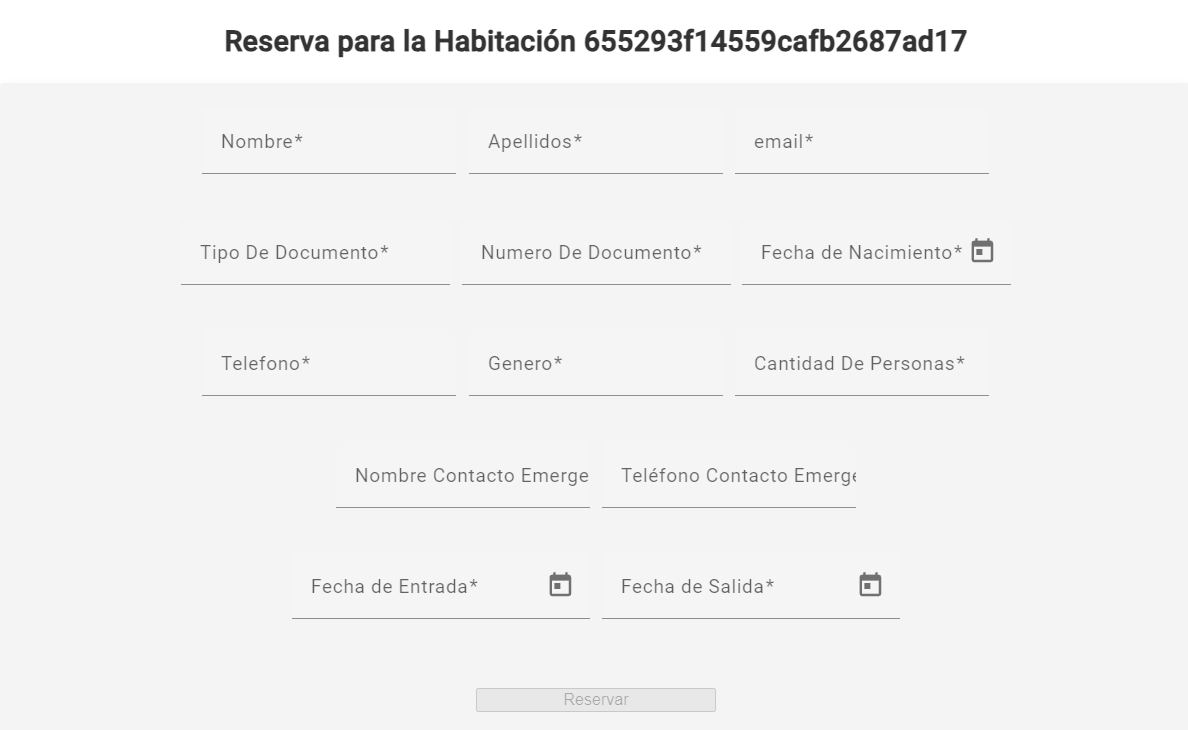 Reserva para la Habitación 655293f14559cafb2687ad17
Nombre* Apellidos* email*
Tipo De Documento* Numero De Documento* Fecha de Nacimiento*
Telefono* Genero* Cantidad De Personas*
Nombre Contacto Emerge Teléfono Contacto Emerge
Fecha de Entrada* Fecha de Salida*
Reservar